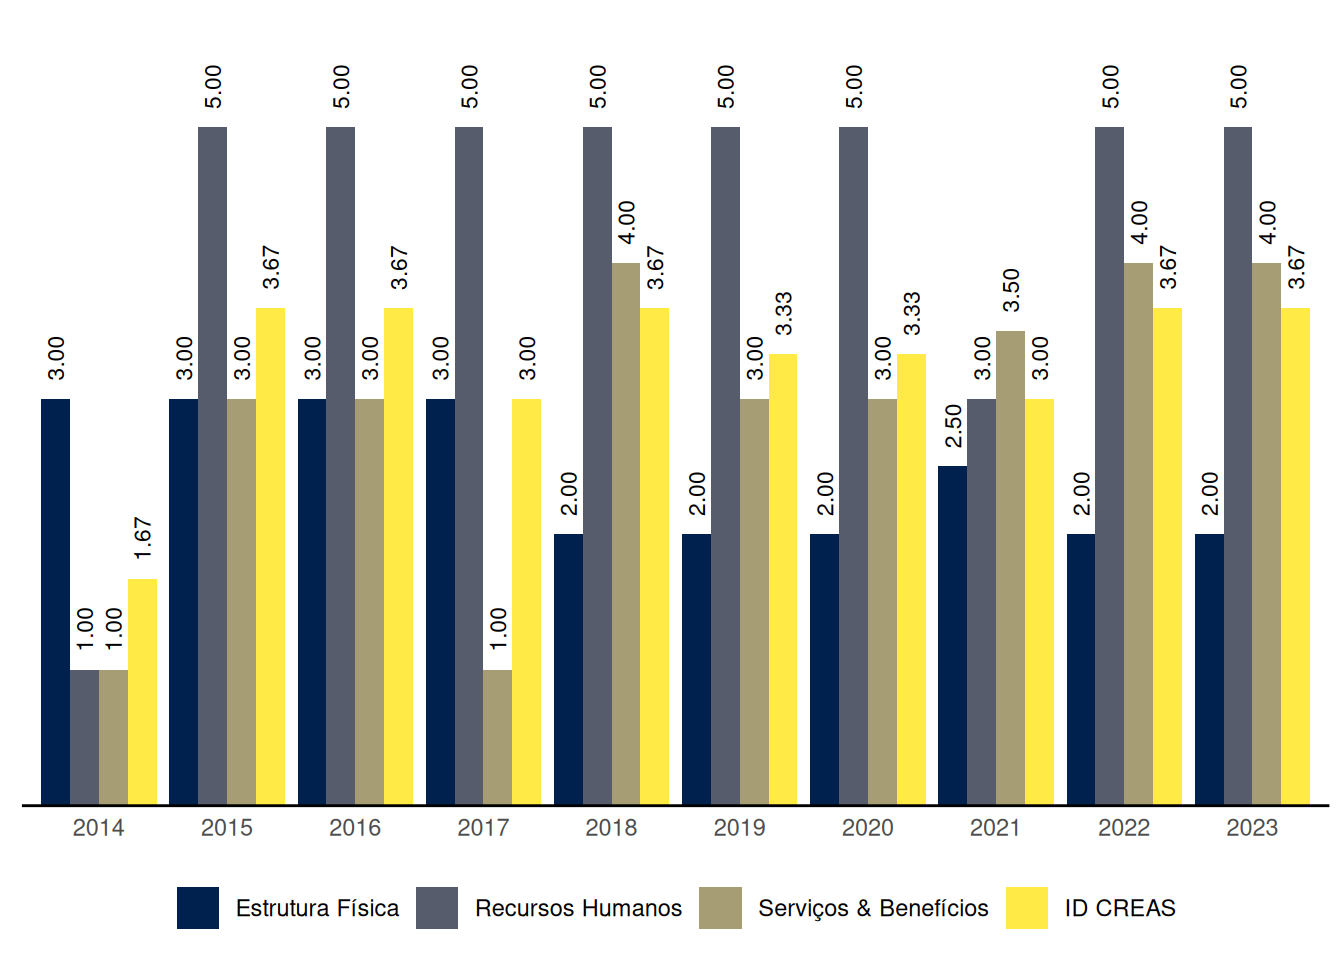 5.00 5.00 5.00 5.00 5.00 5.00 5.00 5.00
4.00 4.00 4.00
3.67 3.67 3.67 3.67 3.67
3.50
3.33 3.33
3.00 3.00 3.00 3.00 3.00 3.00 3.00 3.00 3.00 3.00 3.00
2.50
2.00 2.00 2.00 2.00 2.00
1.67
1.00 1.00 1.00
2014 2015 2016 2017 2018 2019 2020 2021 2022 2023
Estrutura Física Recursos Humanos Serviços & Benefícios ID CREAS